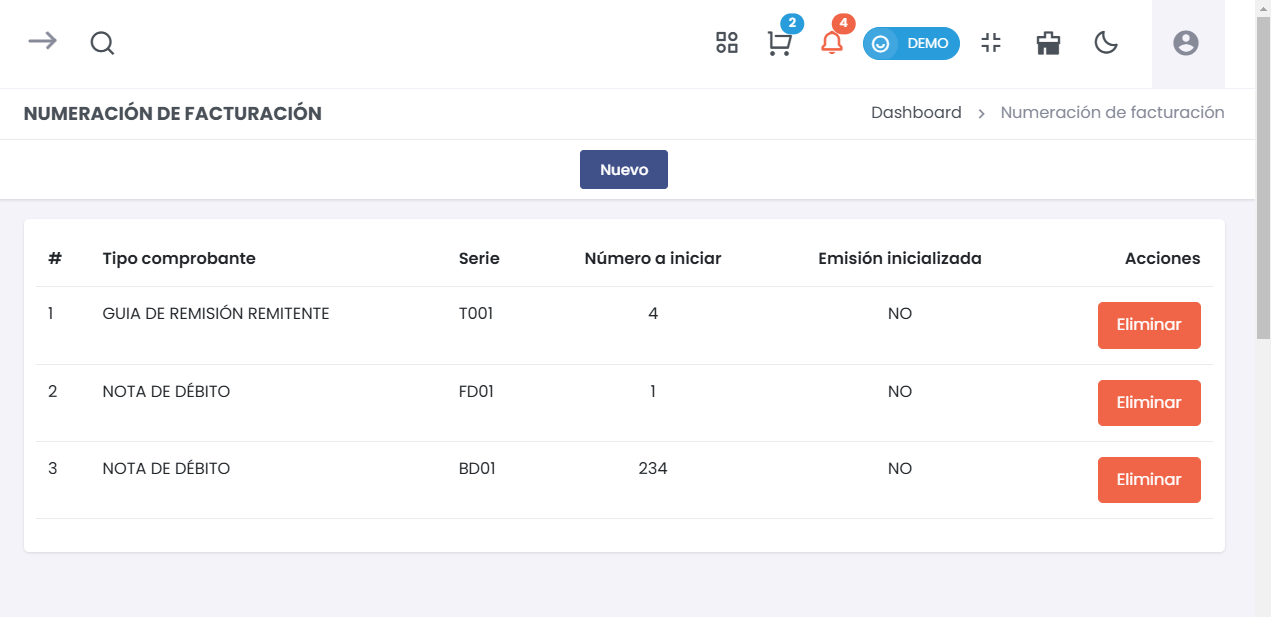 2
4
DEMO
NUMERACIÓN DE FACTURACIÓN
Dashboard > Numeración de facturación
Nuevo
# Tipo comprobante Serie Número a iniciar Emisión inicializada Acciones
1 GUIA DE REMISIÓN REMITENTE T001 4 NO Eliminar
2 NOTA DE DÉBITO FD01 1 NO Eliminar
3 NOTA DE DÉBITO BD01 234 NO Eliminar